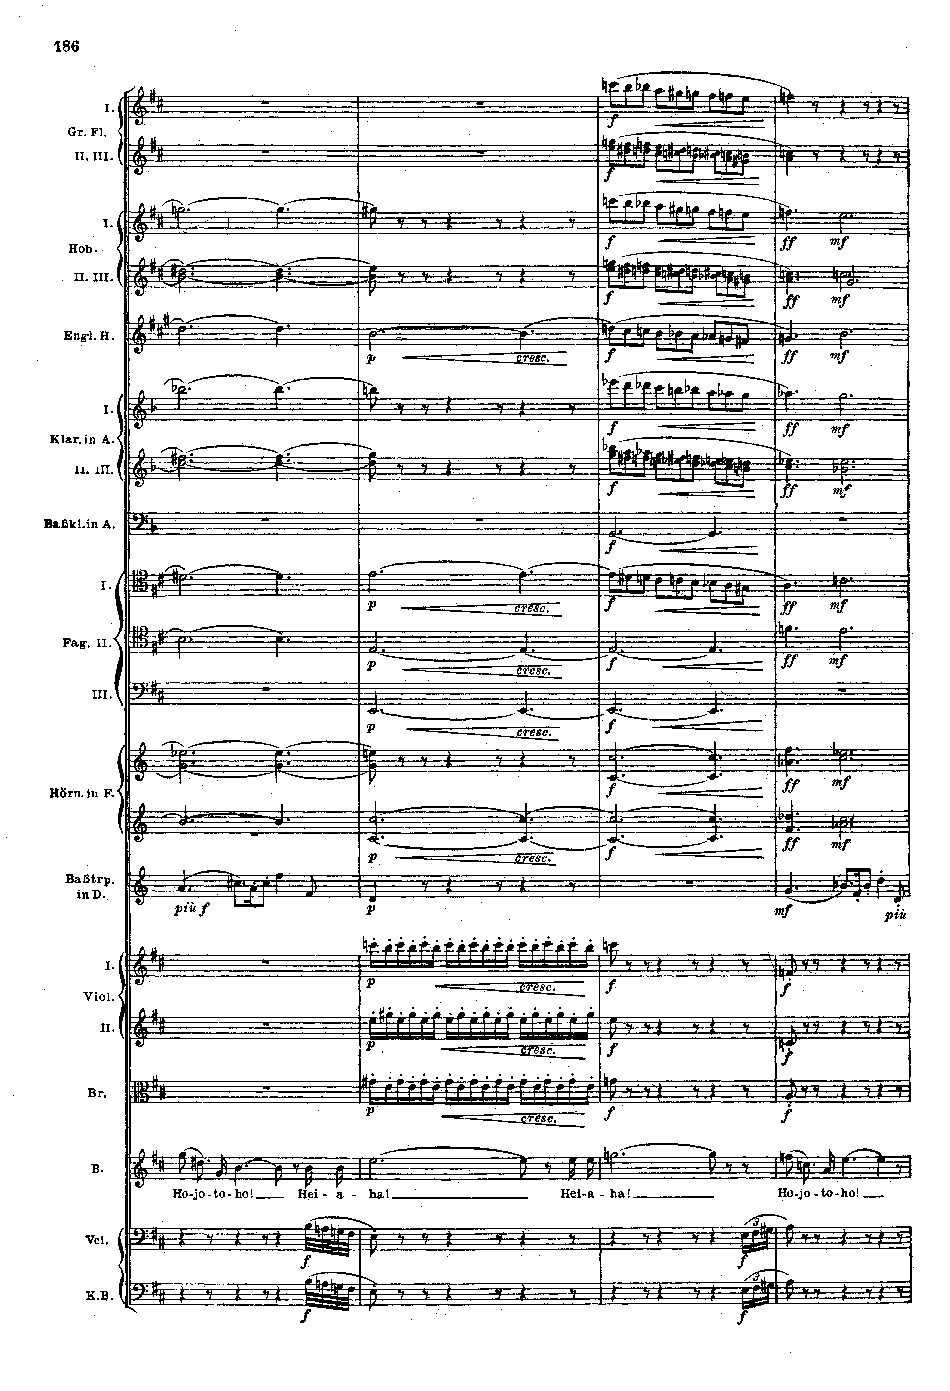 186
I.
Gr. Fl.
II. III.
f
f
I.
Hob.
f ff mf
II. III.
f ff mf
Engl. H.
p cresc. f ff mf
I.
Klar. in A.
f ff mf
II. III.
f ff mf
Baßkl. in A.
f
I.
p cresc. f ff mf
Fag. II.
p cresc. f ff mf
III.
p cresc. f
Hörn. in F.
f ff mf
p cresc. f ff mf
Baßtrp.
in D.
più f p mf più
I.
Viol.
p cresc. f f
II.
p cresc. f f
Br.
p cresc. f f
B.
Ho-jo-to-ho! Hei-a-ha! Hei-a-ha! Ho-jo-to-ho!
Vcl.
3
f f
K.B.
3
f f